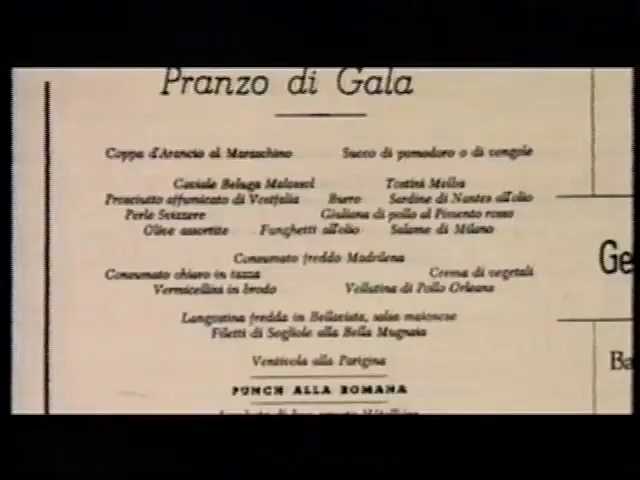 Pranzo di Gala
Coppa d'Arancio al Maraschino Succo di pomodoro o di vongole
Caviale Beluga Malossol Tostini Melba
Prosciutto affumicato di Vestfalia Burro Sardine di Nantes all'olio
Perle Svizzere Giuliana di pollo al Pimento rosso
Olive assortite Funghetti all'olio Salame di Milano
Consumato freddo Madrilena
Consumato chiaro in tazza Crema di vegetali
Vermicellini in brodo Vellutina di Pollo Orleans
Langostina fredda in Bellavista, salsa maionese
Filetti di Sogliole alla Bella Mugnaia
Venticola alla Parigina
PUNCH ALLA ROMANA
Ge
Ba